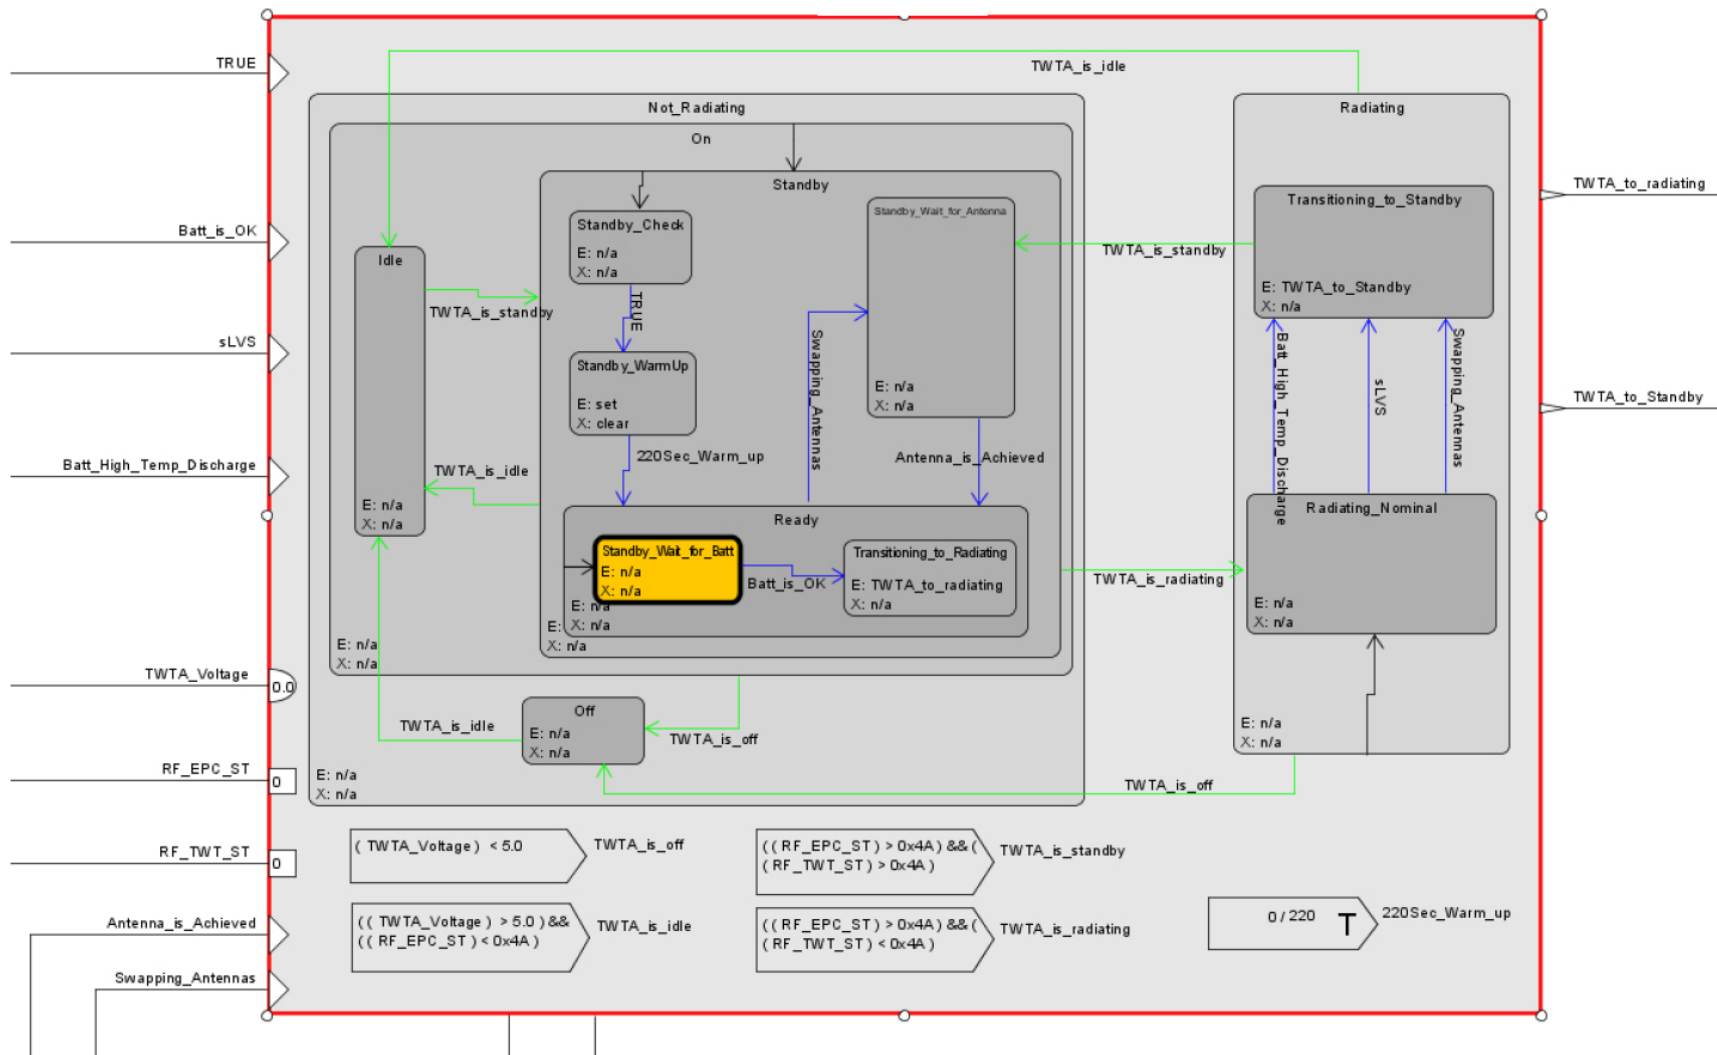 TRUE
TWTA_is_idle
Not_Radiating
Radiating
On
Standby
Transitioning_to_Standby
TWTA_to_radiating
Standby_Wait_for_Antenna
Standby_Check
Batt_is_OK
E: n/a
X: n/a
TWTA_is_standby
Idle
E: TWTA_to_Standby
X: n/a
TWTA_is_standby
TRUE
sLVS
Standby_WarmUp
Swapping_Antennas
Batt_High_Temp_Discharge
sLVS
Swapping_Antennas
E: n/a
X: n/a
TWTA_to_Standby
E: set
X: clear
220Sec_Warm_up
Antenna_is_Achieved
Batt_High_Temp_Discharge
TWTA_is_idle
E: n/a
X: n/a
Ready
Radiating_Nominal
Standby_Wait_for_Batt
E: n/a
X: n/a
Batt_is_OK
Transitioning_to_Radiating
E: TWTA_to_radiating
X: n/a
TWTA_is_radiating
E: n/a
X: n/a
E: n/a
X: n/a
E:
X: n/a
E: n/a
X: n/a
TWTA_Voltage
0.0
Off
E: n/a
X: n/a
TWTA_is_idle
TWTA_is_off
E: n/a
X: n/a
RF_EPC_ST
0
E: n/a
X: n/a
TWTA_is_off
RF_TWT_ST
0
( TWTA_Voltage ) < 5.0
TWTA_is_off
(( RF_EPC_ST ) > 0x4A ) && (
( RF_TWT_ST ) > 0x4A )
TWTA_is_standby
Antenna_is_Achieved
(( TWTA_Voltage ) > 5.0 ) &&
(( RF_EPC_ST ) < 0x4A )
TWTA_is_idle
(( RF_EPC_ST ) > 0x4A ) && (
( RF_TWT_ST ) < 0x4A )
TWTA_is_radiating
0 / 220 T
220Sec_Warm_up
Swapping_Antennas